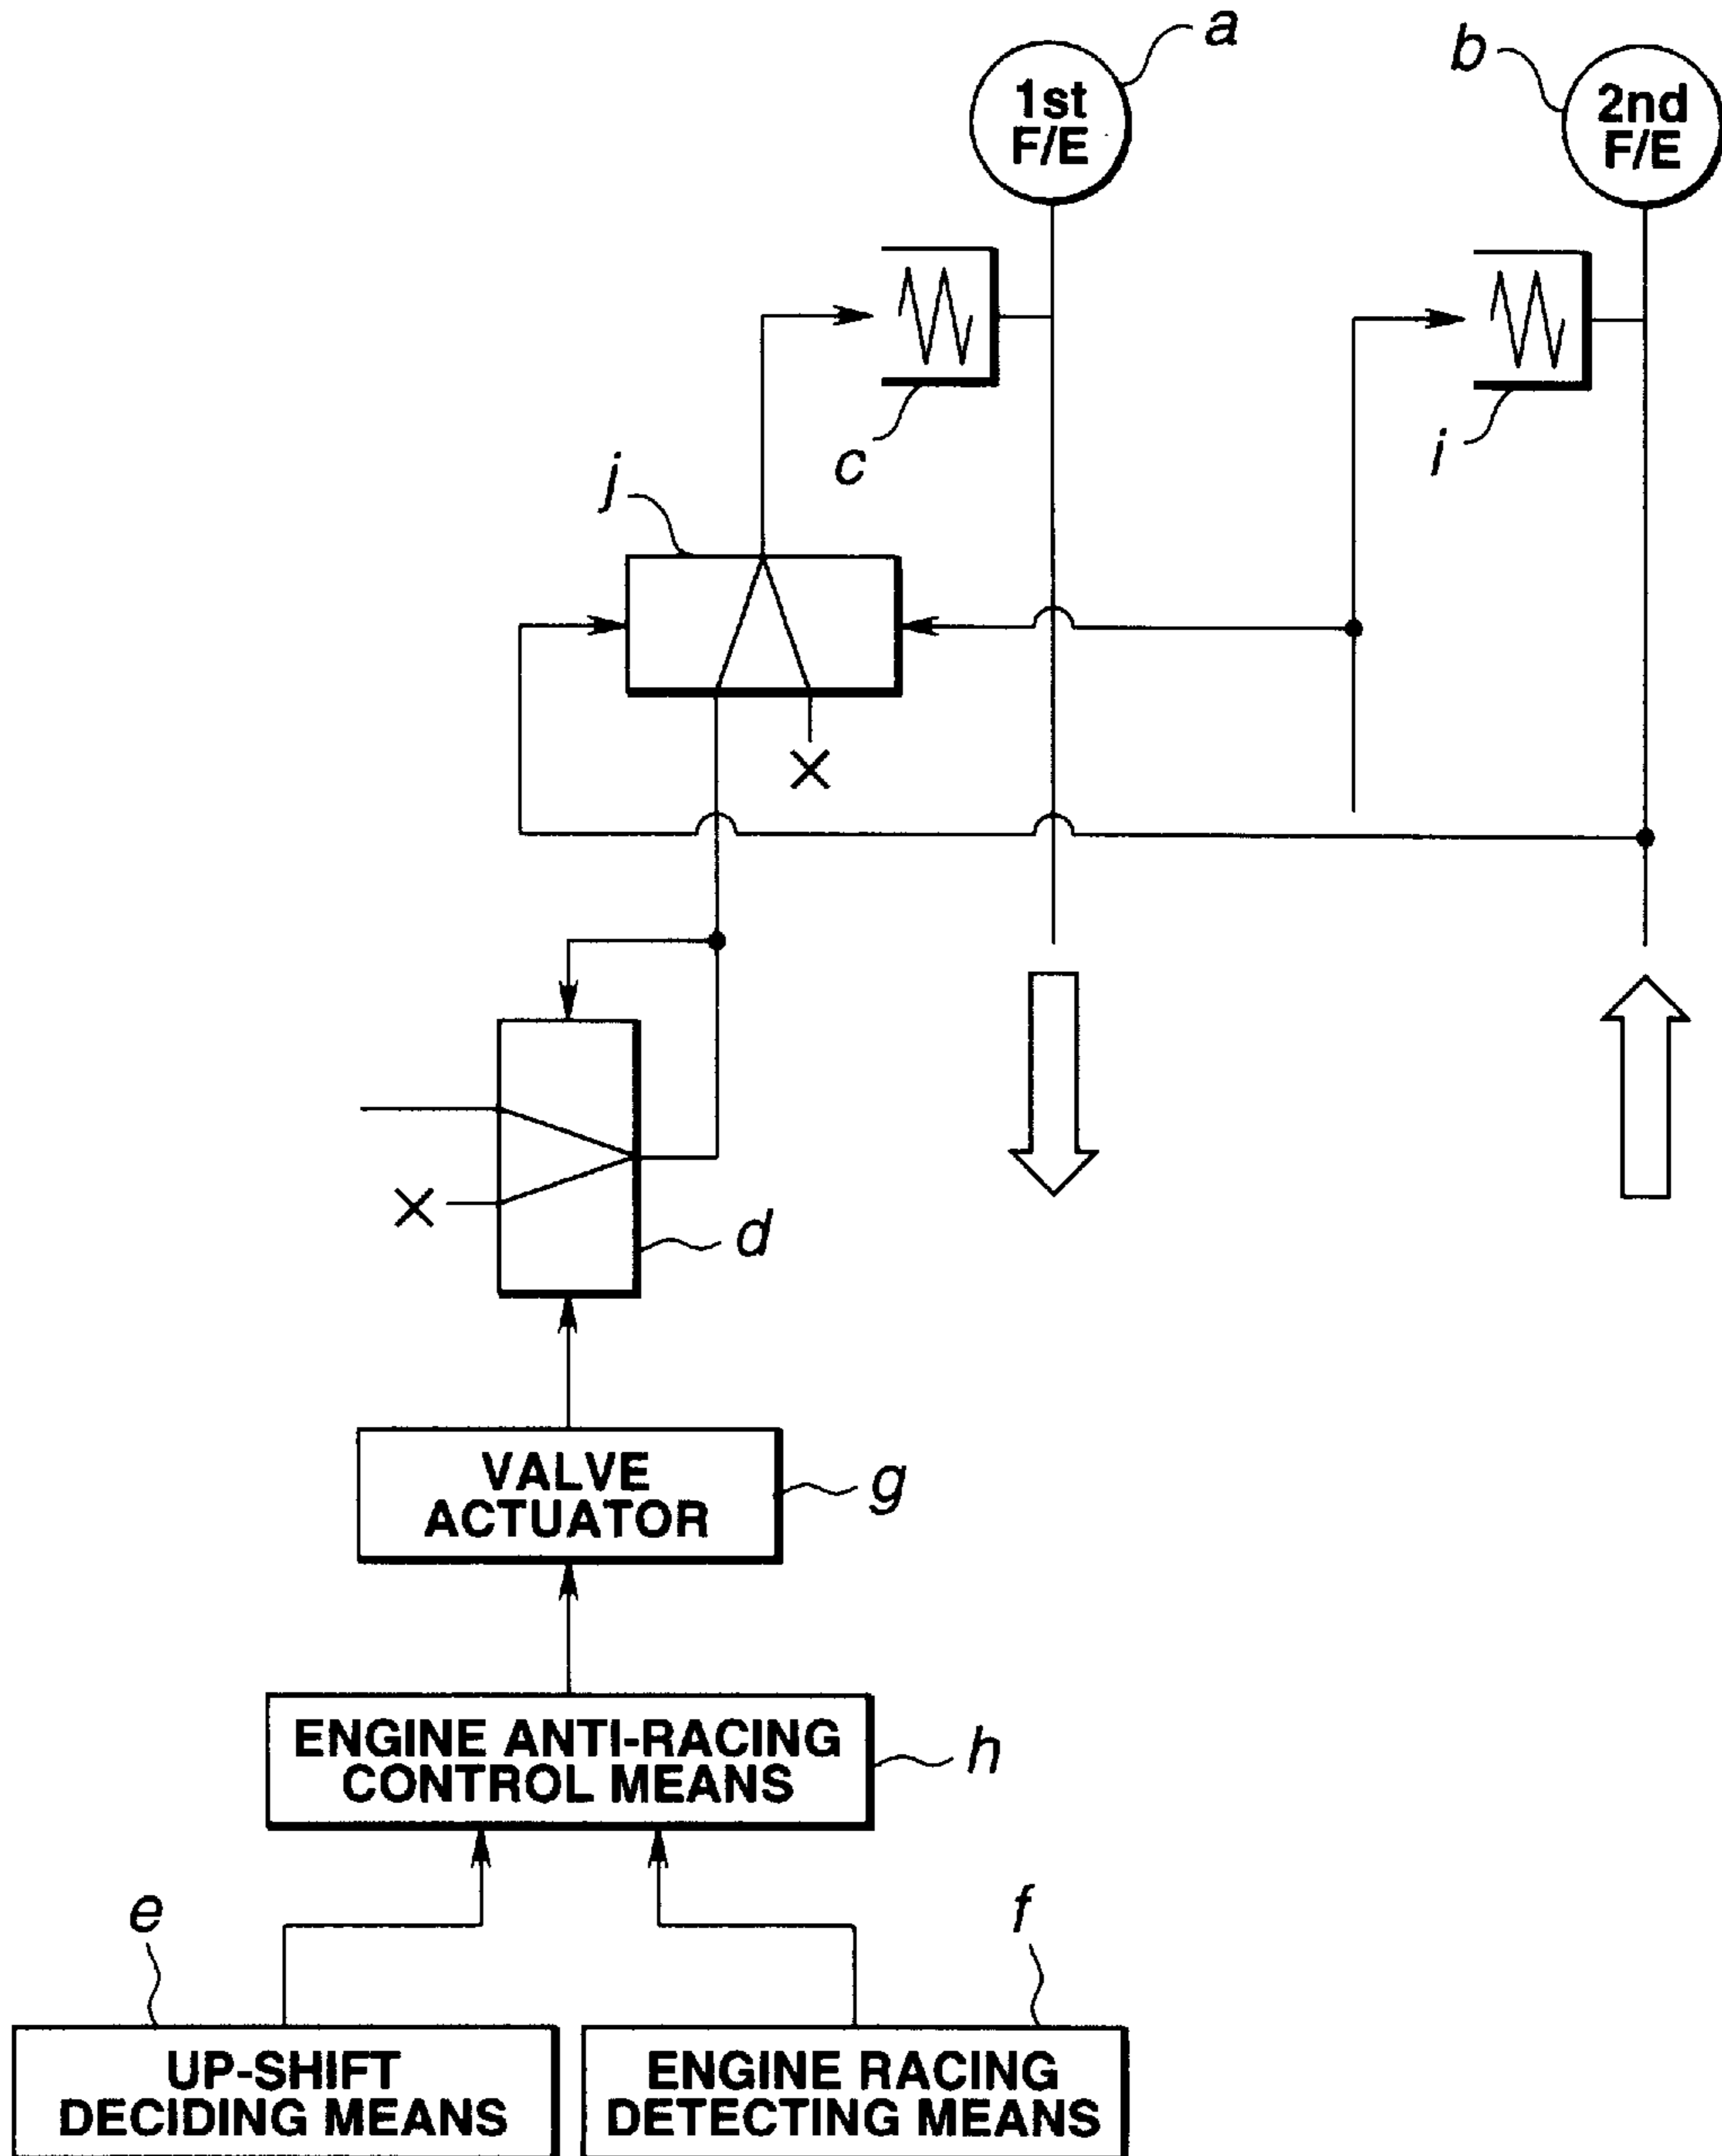 a
b
1st
F/E
2nd
F/E
c
i
j
d
VALVE
ACTUATOR
g
ENGINE ANTI-RACING
CONTROL MEANS
h
e
f
UP-SHIFT
DECIDING MEANS
ENGINE RACING
DETECTING MEANS